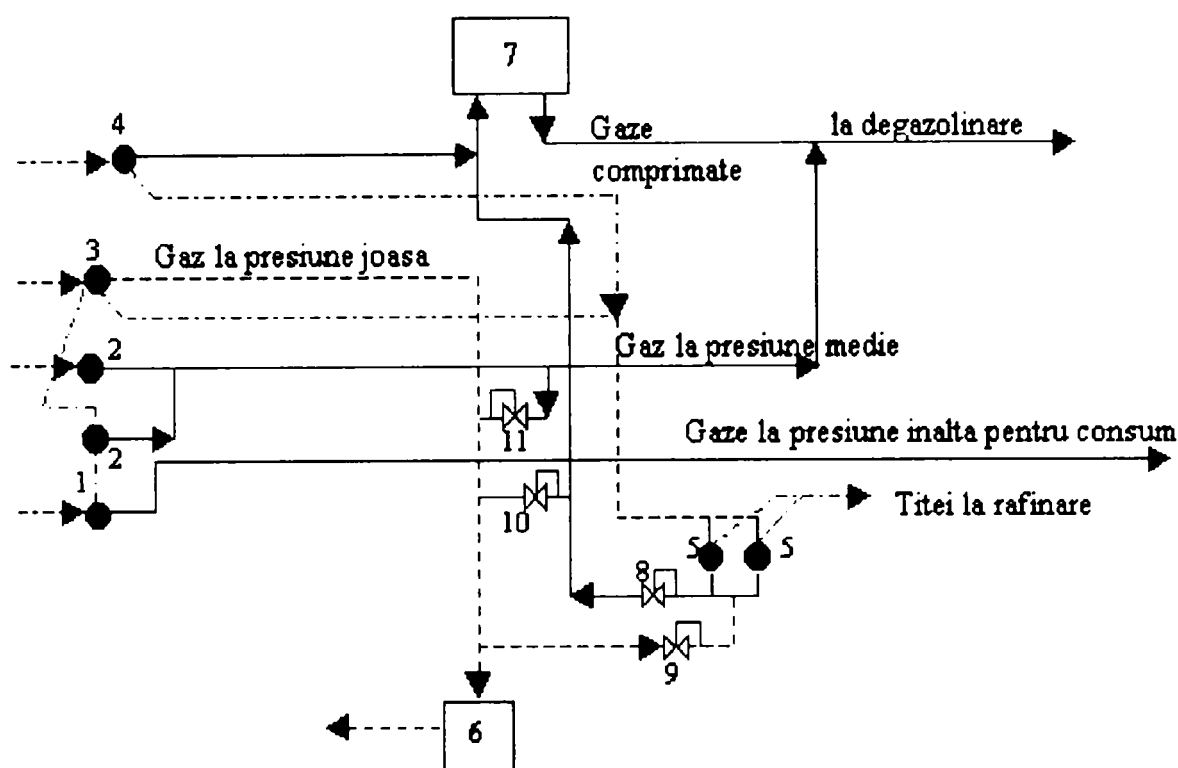 7
4
Gaze
la degazolinare
comprimate
3
Gaz la presiune joasa
2
Gaz la presiune medie
11
2
Gaze la presiune inalta pentru consum
1
10
Titei la rafinare
5
5
8
9
6